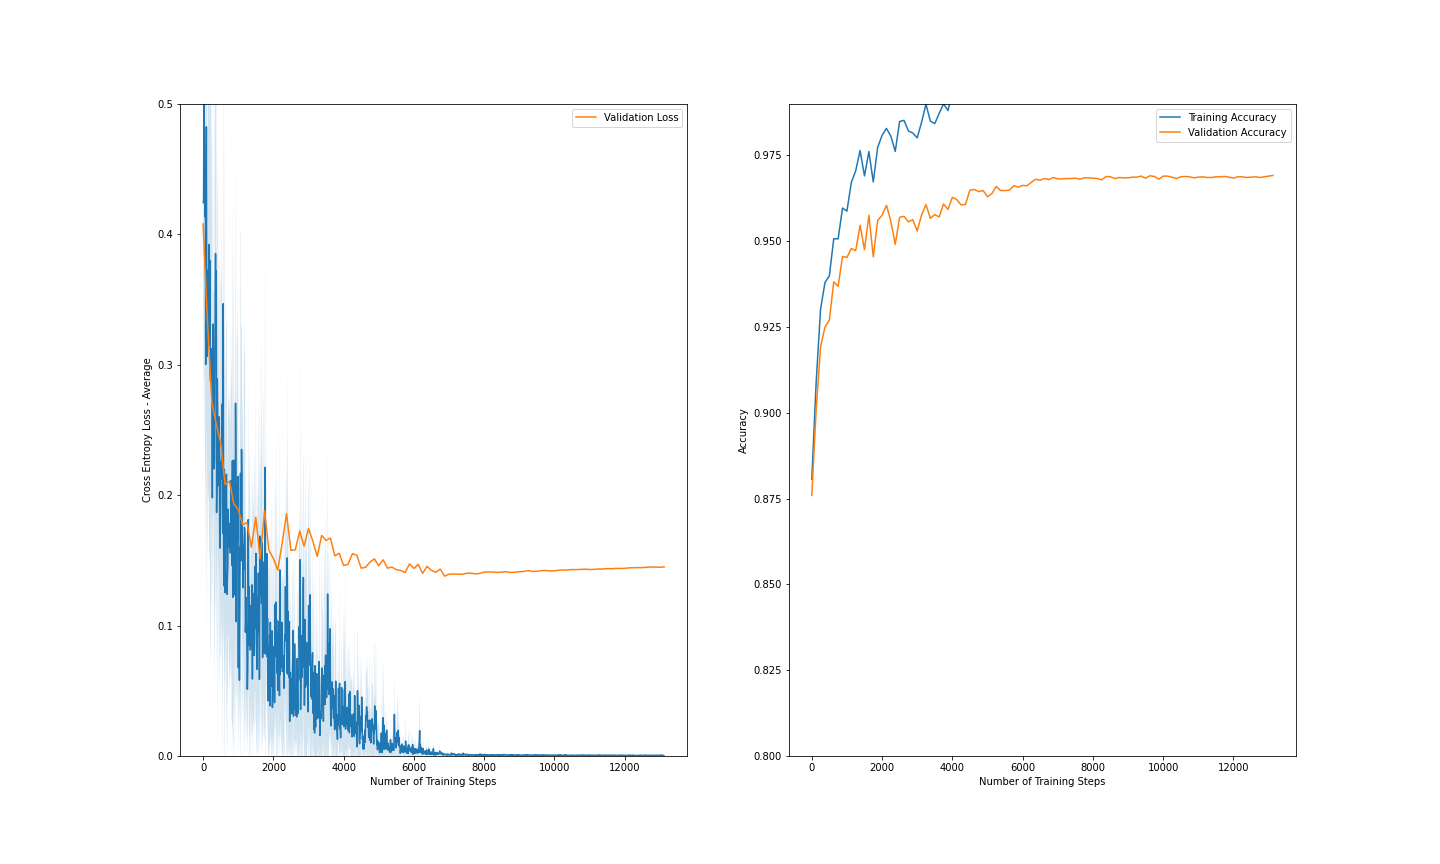 0.5
0.4
0.3
0.2
0.1
0.0
Cross Entropy Loss - Average
Validation Loss
0 2000 4000 6000 8000 10000 12000
Number of Training Steps
0.975
0.950
0.925
0.900
0.875
0.850
0.825
0.800
Accuracy
Training Accuracy
Validation Accuracy
0 2000 4000 6000 8000 10000 12000
Number of Training Steps